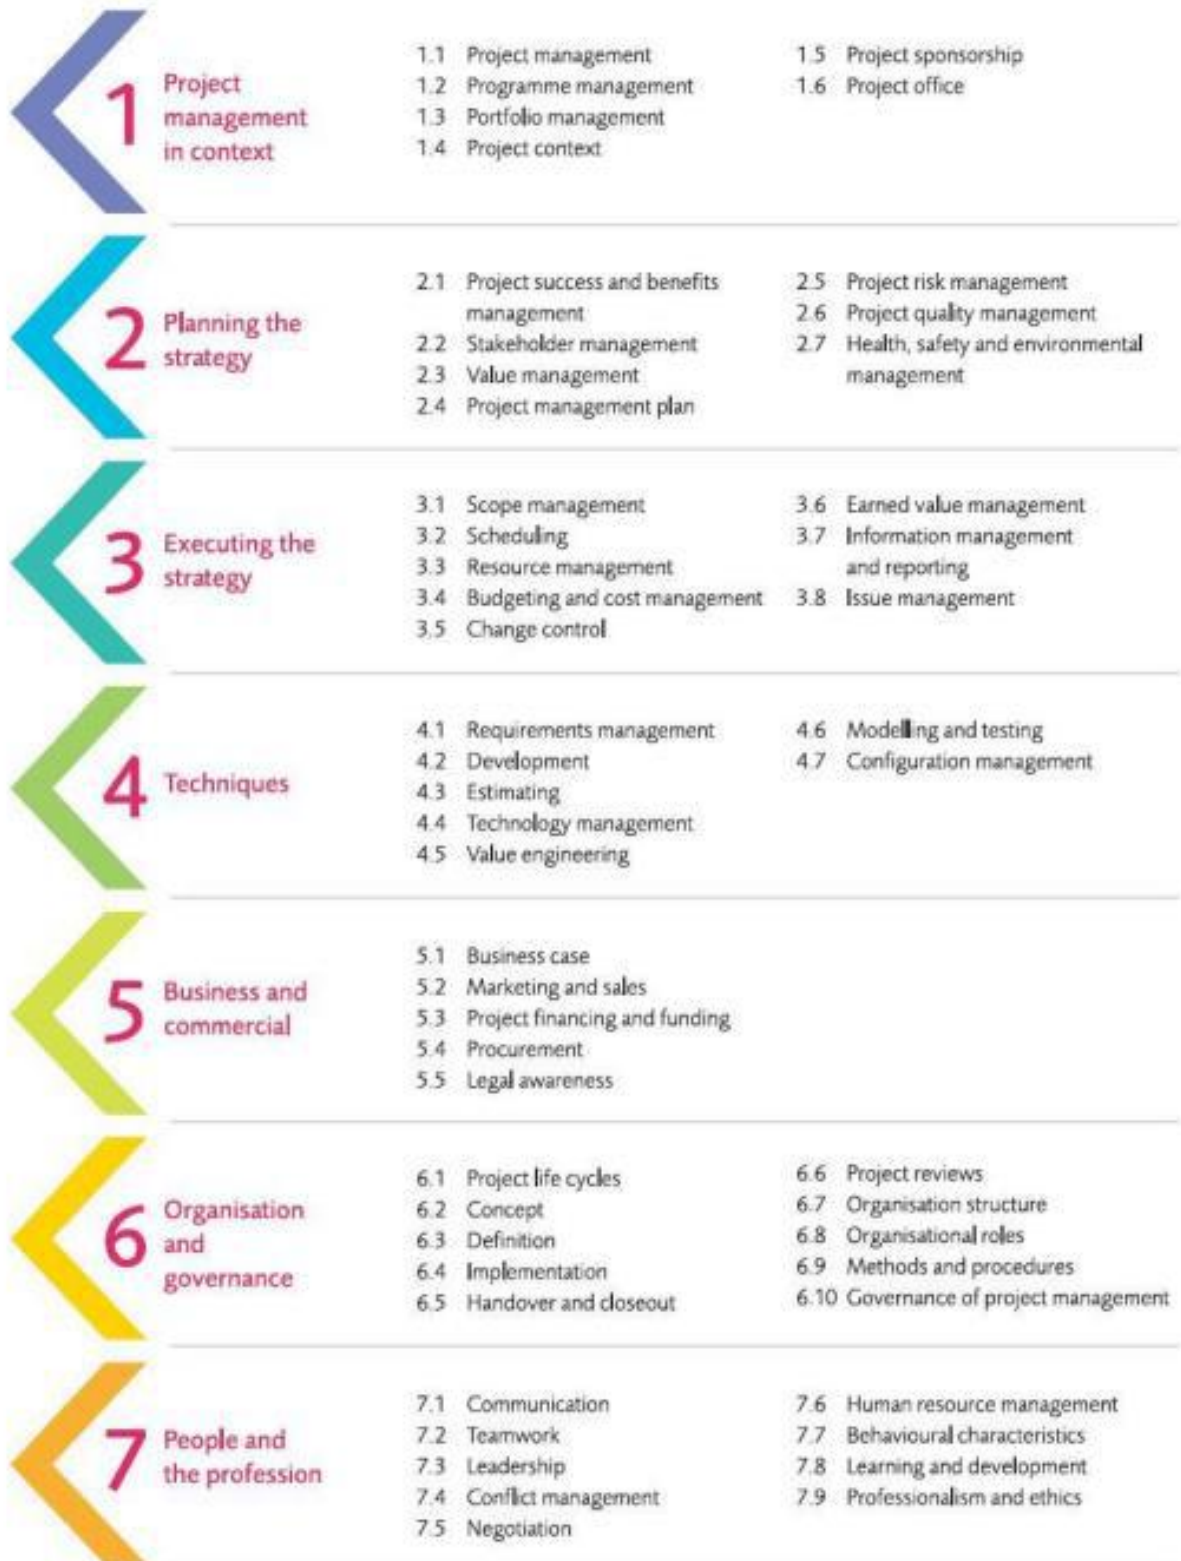 1
Project
management
in context
1.1 Project management
1.2 Programme management
1.3 Portfolio management
1.4 Project context
1.5 Project sponsorship
1.6 Project office
2
Planning the
strategy
2.1 Project success and benefits
management
2.2 Stakeholder management
2.3 Value management
2.4 Project management plan
2.5 Project risk management
2.6 Project quality management
2.7 Health, safety and environmental
management
3
Executing the
strategy
3.1 Scope management
3.2 Scheduling
3.3 Resource management
3.4 Budgeting and cost management
3.5 Change control
3.6 Earned value management
3.7 Information management
and reporting
3.8 Issue management
4
Techniques
4.1 Requirements management
4.2 Development
4.3 Estimating
4.4 Technology management
4.5 Value engineering
4.6 Modelling and testing
4.7 Configuration management
5
Business and
commercial
5.1 Business case
5.2 Marketing and sales
5.3 Project financing and funding
5.4 Procurement
5.5 Legal awareness
6
Organisation
and
governance
6.1 Project life cycles
6.2 Concept
6.3 Definition
6.4 Implementation
6.5 Handover and closeout
6.6 Project reviews
6.7 Organisation structure
6.8 Organisational roles
6.9 Methods and procedures
6.10 Governance of project management
7
People and
the profession
7.1 Communication
7.2 Teamwork
7.3 Leadership
7.4 Conflict management
7.5 Negotiation
7.6 Human resource management
7.7 Behavioural characteristics
7.8 Learning and development
7.9 Professionalism and ethics